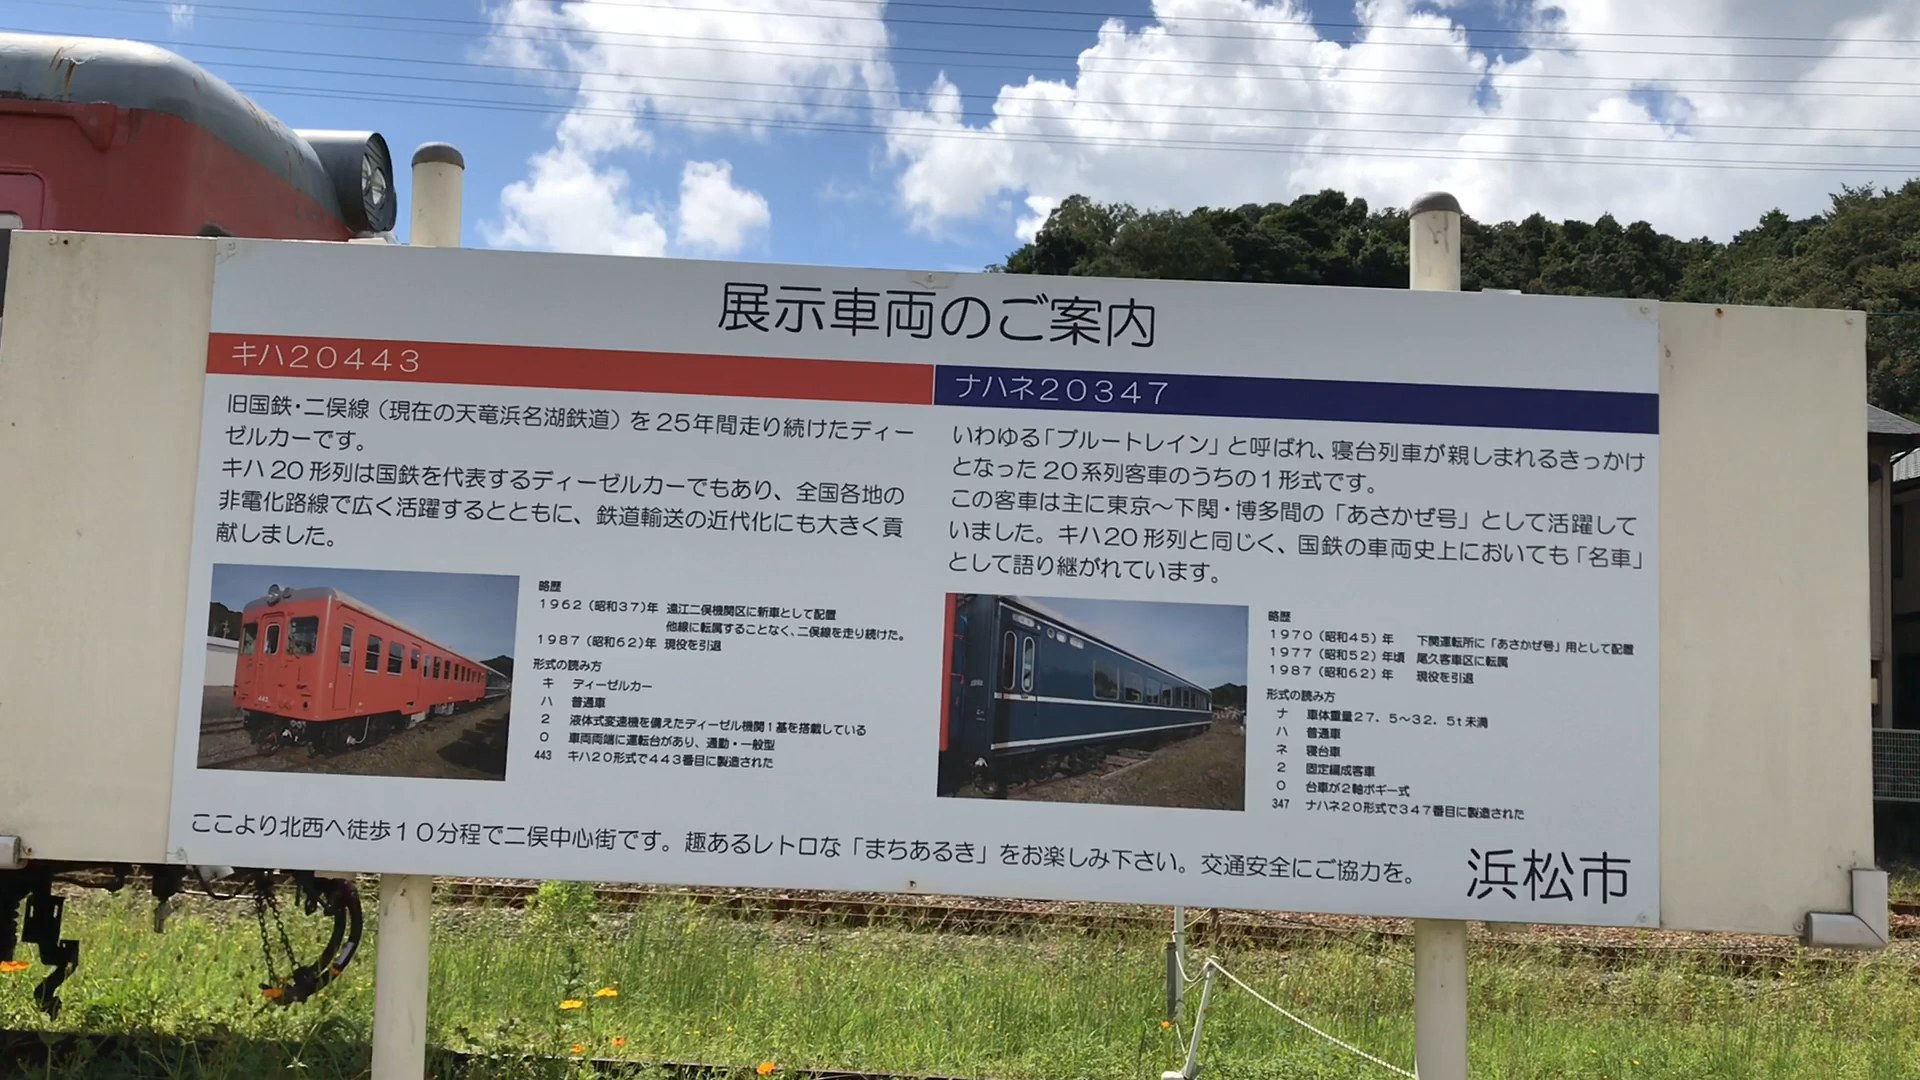 展示車両のご案内
キハ20443
旧国鉄・二俣線（現在の天竜浜名湖鉄道）を25年間走り続けたディー
ゼルカーです。
キハ20形列は国鉄を代表するディーゼルカーでもあり、全国各地の
非電化路線で広く活躍するとともに、鉄道輸送の近代化にも大きく貢
献しました。
略歴
1962（昭和37）年 遠江二俣機関区に新車として配置
他線に転属することなく、二俣線を走り続けた。
1987（昭和62）年 現役を引退
形式の読み方
キ ディーゼルカー
ハ 普通車
2 液体式変速機を備えたディーゼル機関1基を搭載している
0 車両両端に運転台があり、通勤・一般型
443 キハ20形式で443番目に製造された
ナハネ20347
いわゆる「ブルートレイン」と呼ばれ、寝台列車が親しまれるきっかけ
となった20系列客車のうちの1形式です。
この客車は主に東京～下関・博多間の「あさかぜ号」として活躍して
いました。キハ20形列と同じく、国鉄の車両史上においても「名車」
として語り継がれています。
略歴
1970（昭和45）年 下関運転所に「あさかぜ号」用として配置
1977（昭和52）年頃 尾久客車区に転属
1987（昭和62）年 現役を引退
形式の読み方
ナ 車体重量27．5～32．5t未満
ハ 普通車
ネ 寝台車
2 固定編成客車
0 台車が2軸ボギー式
347 ナハネ20形式で347番目に製造された
ここより北西へ徒歩10分程で二俣中心街です。趣あるレトロな「まちあるき」をお楽しみ下さい。交通安全にご協力を。
浜松市